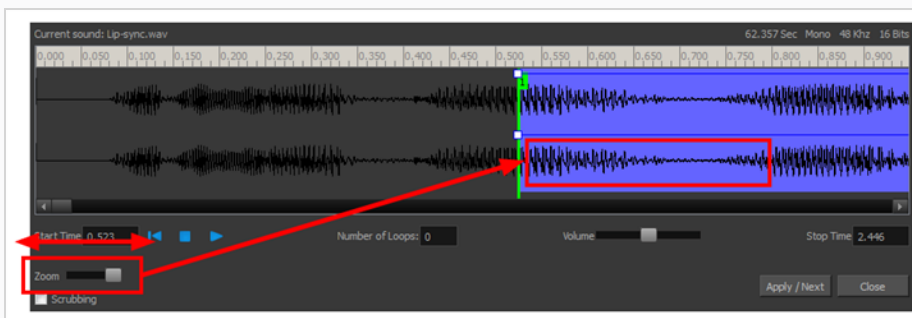 Current sound: Lip-sync.wav 62.357 Sec Mono 48 Khz 16 Bits
0.000 0.050 0.100 0.150 0.200 0.250 0.300 0.350 0.400 0.450 0.500 0.550 0.600 0.650 0.700 0.750 0.800 0.850 0.900
Start Time 0.523 Number of Loops: 0 Volume Stop Time 2.446
Zoom
Scrubbing
Apply / Next Close